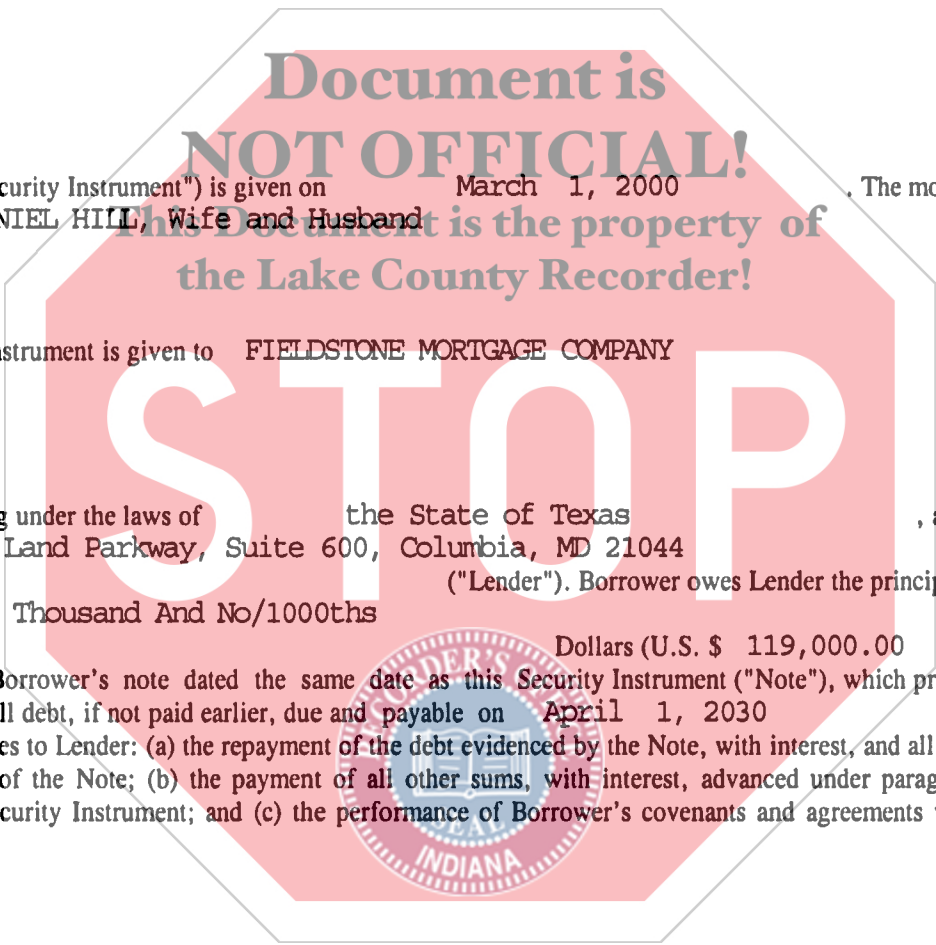 Document is
NOT OFFICIAL!
curity Instrument") is given on March 1, 2000 . The mo
NIEL HILL, Wife and Husband
This Document is the property of
the Lake County Recorder!
strument is given to FIELDSTONE MORTGAGE COMPANY
STOP
g under the laws of the State of Texas , a
Land Parkway, Suite 600, Columbia, MD 21044
("Lender"). Borrower owes Lender the princip
Thousand And No/1000ths
Dollars (U.S. $ 119,000.00
Borrower's note dated the same date as this Security Instrument ("Note"), which pr
ll debt, if not paid earlier, due and payable on April 1, 2030
es to Lender: (a) the repayment of the debt evidenced by the Note, with interest, and all
of the Note; (b) the payment of all other sums, with interest, advanced under parag
curity Instrument; and (c) the performance of Borrower's covenants and agreements
SEAL
INDIANA